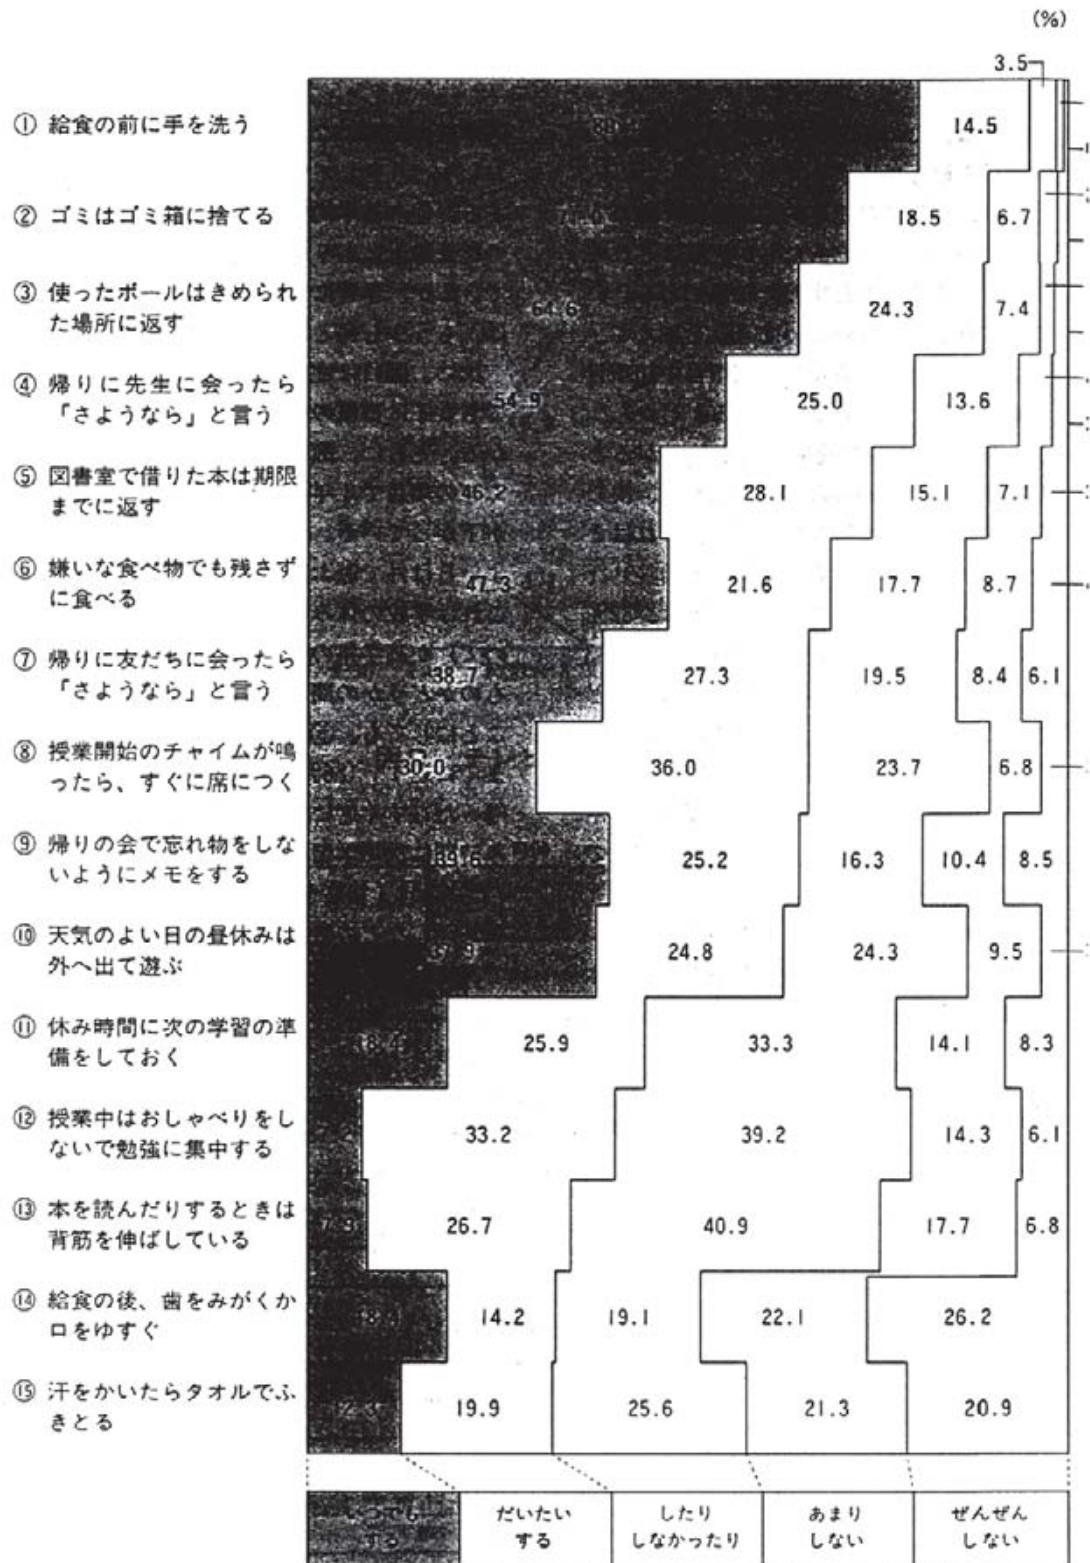 (%)
3.5
① 給食の前に手を洗う
14.5
② ゴミはゴミ箱に捨てる
18.5 6.7
③ 使ったボールはきめられ
た場所に返す
64.6 24.3 7.4
④ 帰りに先生に会ったら
「さようなら」と言う
54.9 25.0 13.6
⑤ 図書室で借りた本は期限
までに返す
46.2 28.1 15.1 7.1
⑥ 嫌いな食べ物でも残さず
に食べる
47.3 21.6 17.7 8.7
⑦ 帰りに友だちに会ったら
「さようなら」と言う
38.7 27.3 19.5 8.4 6.1
⑧ 授業開始のチャイムが鳴
ったら、すぐに席につく
30.0 36.0 23.7 6.8
⑨ 帰りの会で忘れ物をしない
ようにメモをする
39.6 25.2 16.3 10.4 8.5
⑩ 天気のよい日の昼休みは
外へ出て遊ぶ
24.8 24.3 9.5
⑪ 休み時間に次の学習の準
備をしておく
18.4 25.9 33.3 14.1 8.3
⑫ 授業中はおしゃべりをし
ないで勉強に集中する
33.2 39.2 14.3 6.1
⑬ 本を読んだりするときは
背筋を伸ばしている
7.9 26.7 40.9 17.7 6.8
⑭ 給食の後、歯をみがくか
口をゆすぐ
14.2 19.1 22.1 26.2
⑮ 汗をかいたらタオルでふ
きとる
12.3 19.9 25.6 21.3 20.9
いつでも
する
だいたい
する
したり
しなかったり
あまり
しない
ぜんぜん
しない